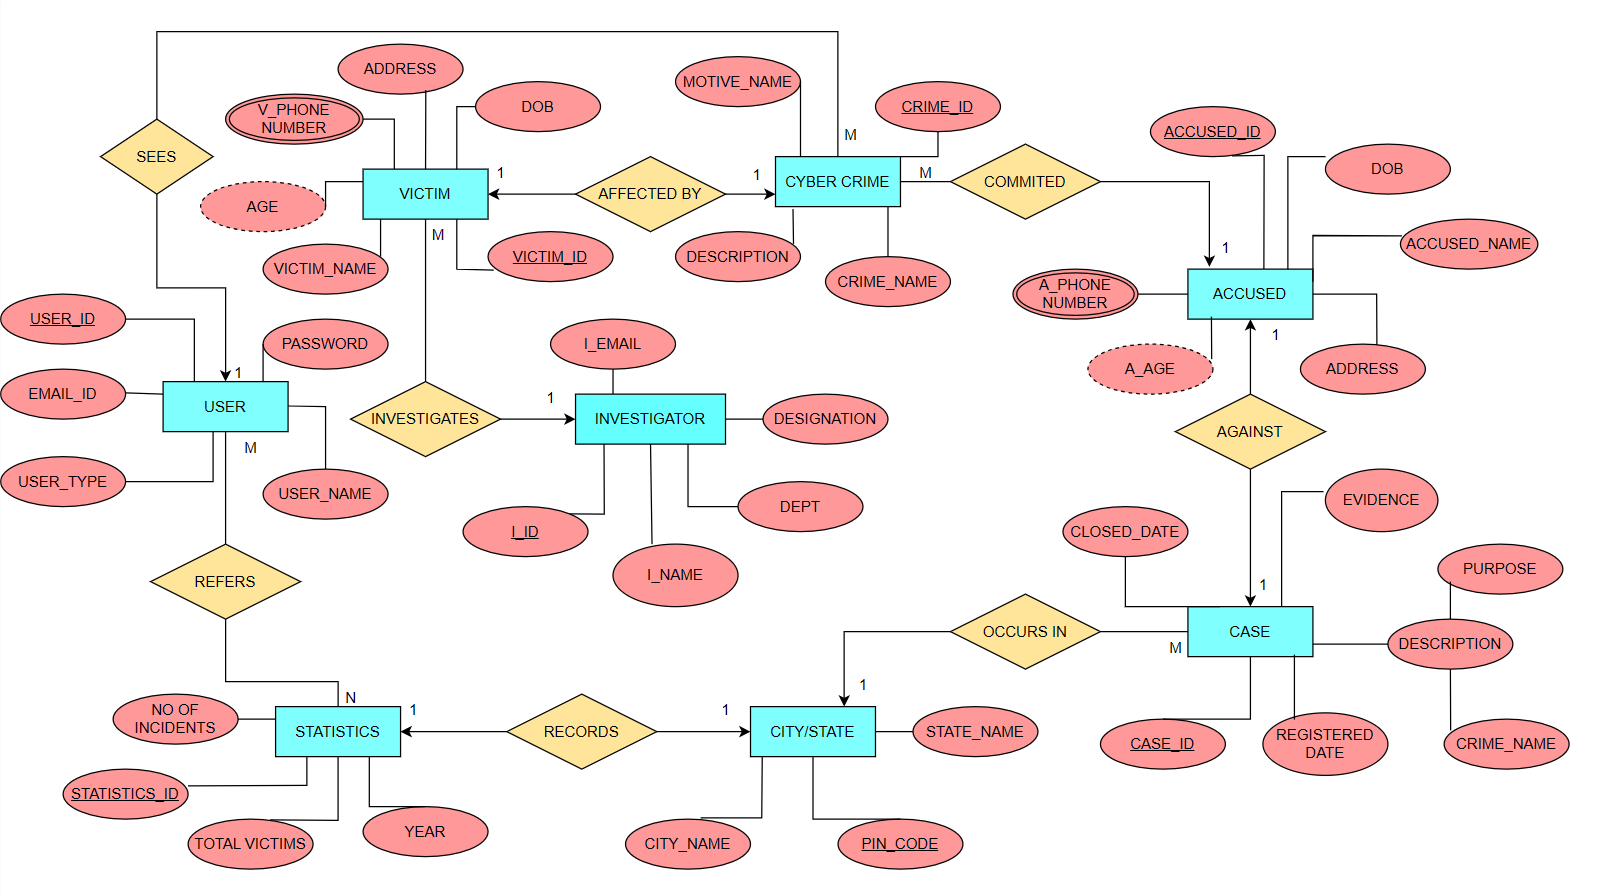 ADDRESS
MOTIVE_NAME
DOB
CRIME_ID
V_PHONE
NUMBER
M
ACCUSED_ID
SEES
DOB
1
1
M
VICTIM
AFFECTED BY
CYBER CRIME
COMMITED
AGE
M
1
ACCUSED_NAME
VICTIM_NAME
VICTIM_ID
DESCRIPTION
CRIME_NAME
A_PHONE
NUMBER
ACCUSED
USER_ID
PASSWORD
I_EMAIL
1
A_AGE
ADDRESS
1
EMAIL_ID
USER
1
INVESTIGATES
INVESTIGATOR
DESIGNATION
AGAINST
M
USER_TYPE
USER_NAME
DEPT
EVIDENCE
I_ID
CLOSED_DATE
I_NAME
PURPOSE
REFERS
1
OCCURS IN
CASE
DESCRIPTION
M
1
N
1
1
NO OF
INCIDENTS
STATISTICS
RECORDS
CITY/STATE
STATE_NAME
CASE_ID
REGISTERED
DATE
CRIME_NAME
STATISTICS_ID
TOTAL VICTIMS
YEAR
CITY_NAME
PIN_CODE